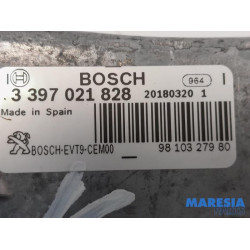 BOSCH
984
3 397 021 828 20180320 1
Made in Spain
BOSCH-EVT9-CEM00
98 103 279 80
MARESIA